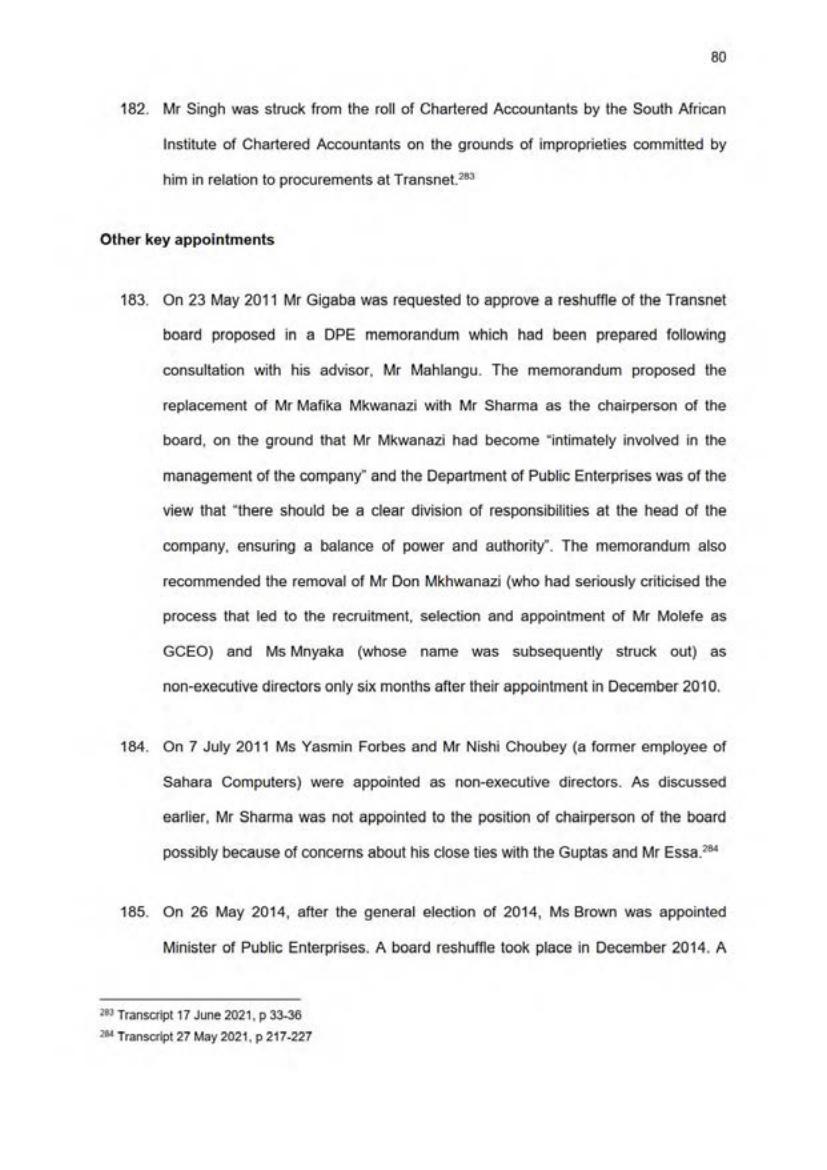 80
182. Mr Singh was struck from the roll of Chartered Accountants by the South African
Institute of Chartered Accountants on the grounds of improprieties committed by
him in relation to procurements at Transnet.283
Other key appointments
183. On 23 May 2011 Mr Gigaba was requested to approve a reshuffle of the Transnet
board proposed in a DPE memorandum which had been prepared following
consultation with his advisor, Mr Mahlangu. The memorandum proposed the
replacement of Mr Mafika Mkwanazi with Mr Sharma as the chairperson of the
board, on the ground that Mr Mkwanazi had become “intimately involved in the
management of the company” and the Department of Public Enterprises was of the
view that “there should be a clear division of responsibilities at the head of the
company, ensuring a balance of power and authority”. The memorandum also
recommended the removal of Mr Don Mkhwanazi (who had seriously criticised the
process that led to the recruitment, selection and appointment of Mr Molefe as
GCEO) and Ms Mnyaka (whose name was subsequently struck out) as
non-executive directors only six months after their appointment in December 2010.
184. On 7 July 2011 Ms Yasmin Forbes and Mr Nishi Choubey (a former employee of
Sahara Computers) were appointed as non-executive directors. As discussed
earlier, Mr Sharma was not appointed to the position of chairperson of the board
possibly because of concerns about his close ties with the Guptas and Mr Essa.284
185. On 26 May 2014, after the general election of 2014, Ms Brown was appointed
Minister of Public Enterprises. A board reshuffle took place in December 2014. A
283 Transcript 17 June 2021, p 33-36
284 Transcript 27 May 2021, p 217-227